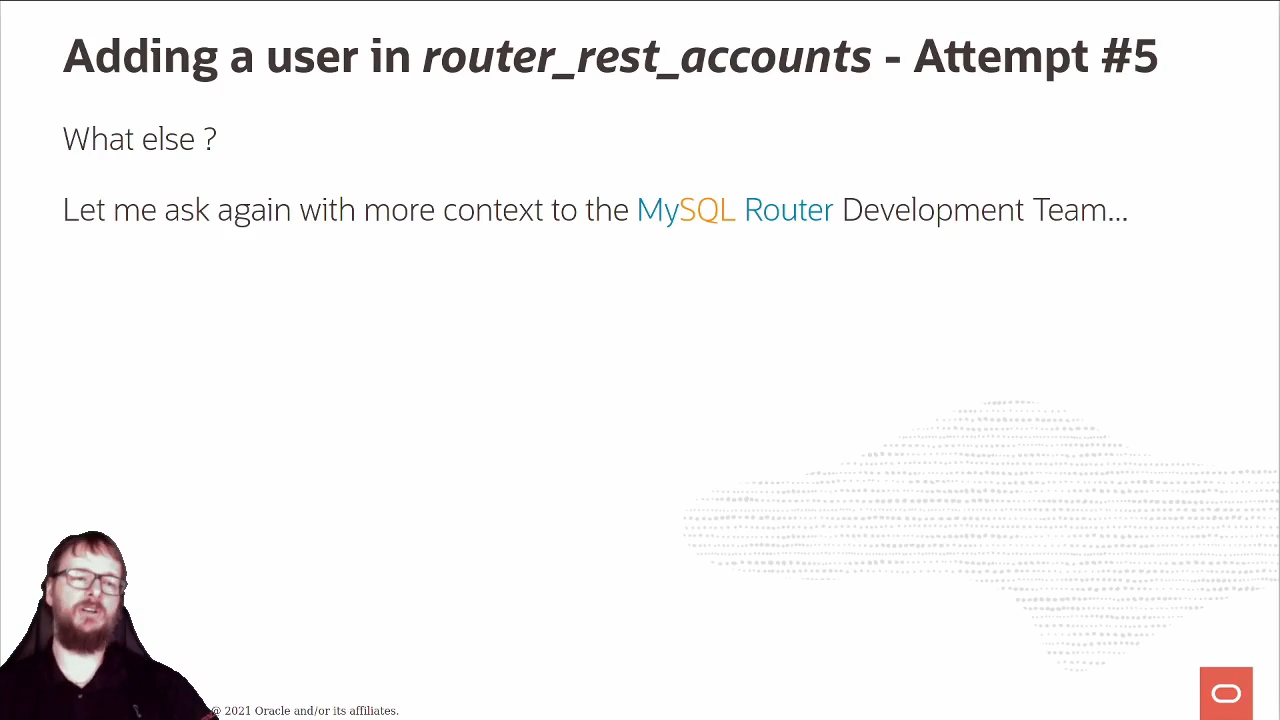 Adding a user in router_rest_accounts - Attempt #5
What else ?
Let me ask again with more context to the MySQL Router Development Team...
@ 2021 Oracle and/or its affiliates.